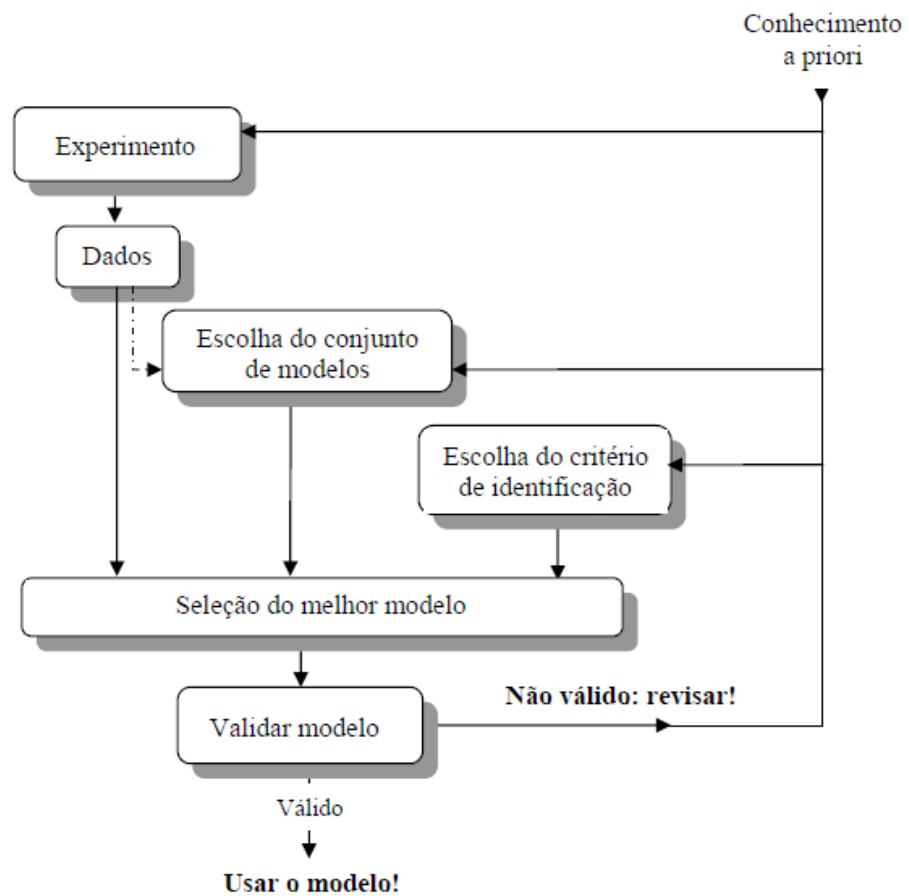 Conhecimento
a priori
Experimento
Dados
Escolha do conjunto
de modelos
Escolha do critério
de identificação
Seleção do melhor modelo
Não válido: revisar!
Validar modelo
Válido
Usar o modelo!